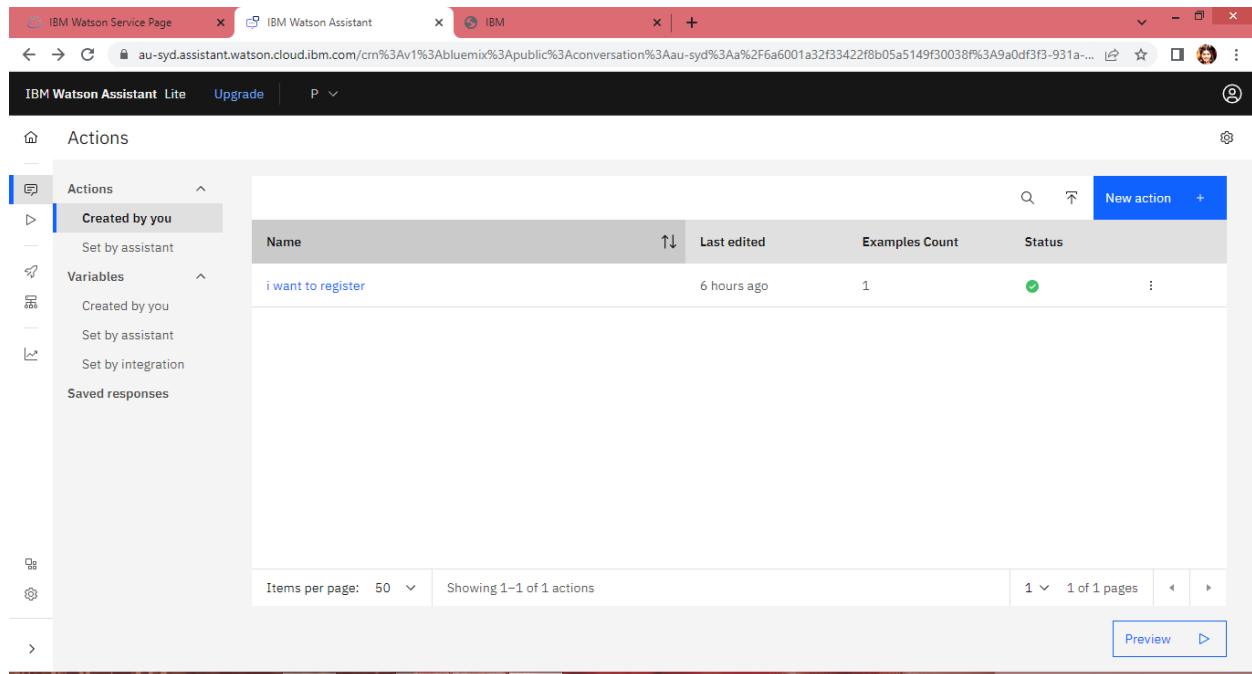 IBM Watson Service Page
IBM Watson Assistant
IBM
au-syd.assistant.watson.cloud.ibm.com/crn%3Av1%3Abluemix%3Apublic%3Aconversation%3Aau-syd%3Aa%2F6a6001a32f33422f8b05a5149f30038f%3A9a0df3f3-931a-...
IBM Watson Assistant Lite Upgrade P
Actions
Actions
Created by you
Set by assistant
Variables
Created by you
Set by assistant
Set by integration
Saved responses
New action +
Name Last edited Examples Count Status
i want to register 6 hours ago 1
Items per page: 50 Showing 1–1 of 1 actions 1 1 of 1 pages
Preview